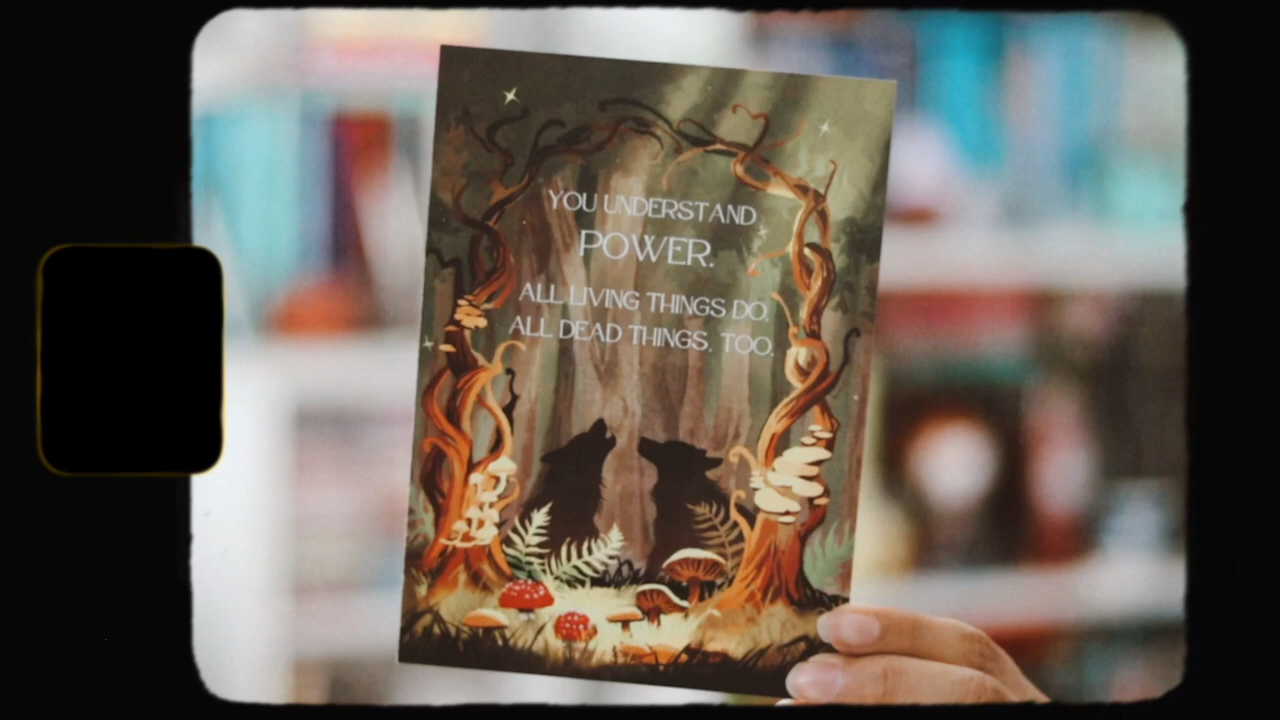 YOU UNDERSTAND
POWER.
ALL LIVING THINGS DO.
ALL DEAD THINGS, TOO.